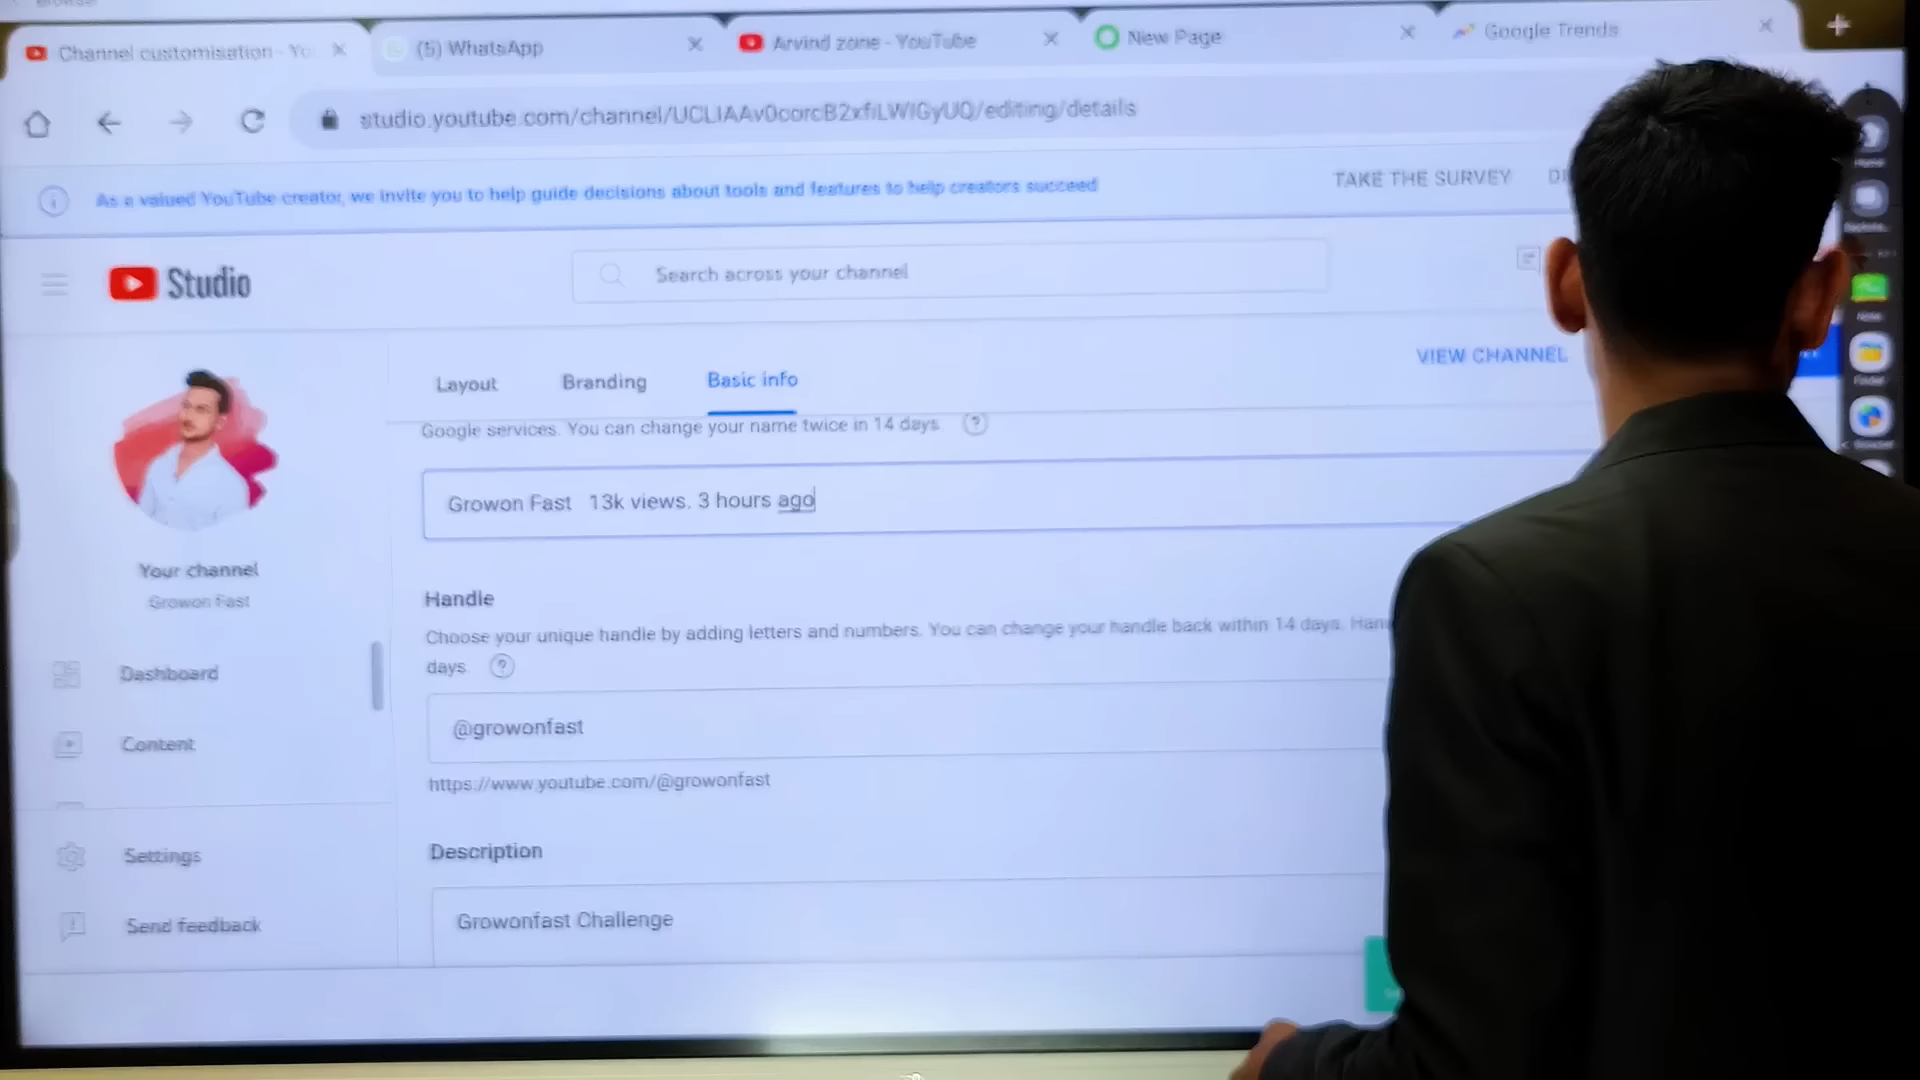 Channel customisation - Yo
(5) WhatsApp
Arvind zone - YouTube
New Page
Google Trends
studio.youtube.com/channel/UCLIAAv0corcB2xfiLWIGyUQ/editing/details
As a valued YouTube creator, we invite you to help guide decisions about tools and features to help creators succeed
TAKE THE SURVEY
Studio
Search across your channel
VIEW CHANNEL
Layout
Branding
Basic info
Google services. You can change your name twice in 14 days.
Growon Fast 13k views. 3 hours ago
Your channel
Growon Fast
Handle
Choose your unique handle by adding letters and numbers. You can change your handle back within 14 days.
days
@growonfast
https://www.youtube.com/@growonfast
Dashboard
Content
Settings
Send feedback
Description
Growonfast Challenge